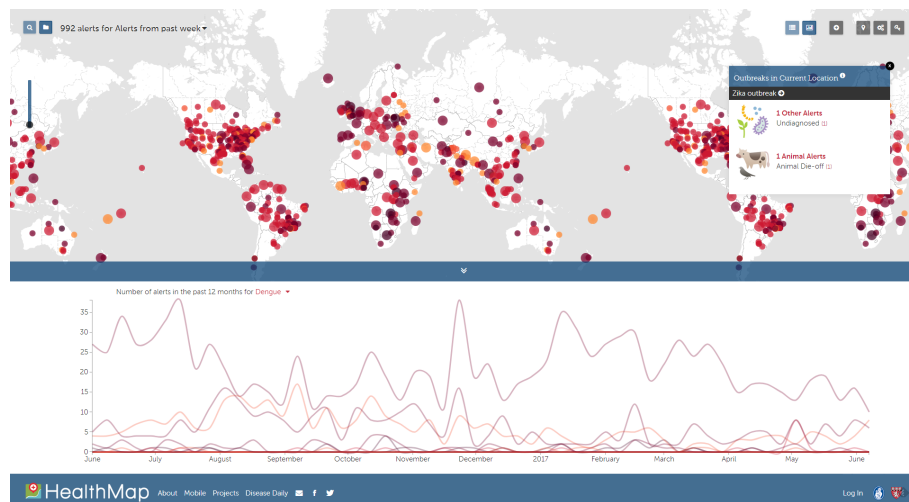 992 alerts for Alerts from past week
Outbreaks in Current Location
Zika outbreak
1 Other Alerts
Undiagnosed (1)
1 Animal Alerts
Animal Die-off (1)
Number of alerts in the past 12 months for Dengue
35
30
25
20
15
10
5
0
June July August September October November December 2017 February March April May June
HealthMap About Mobile Projects Disease Daily Log In